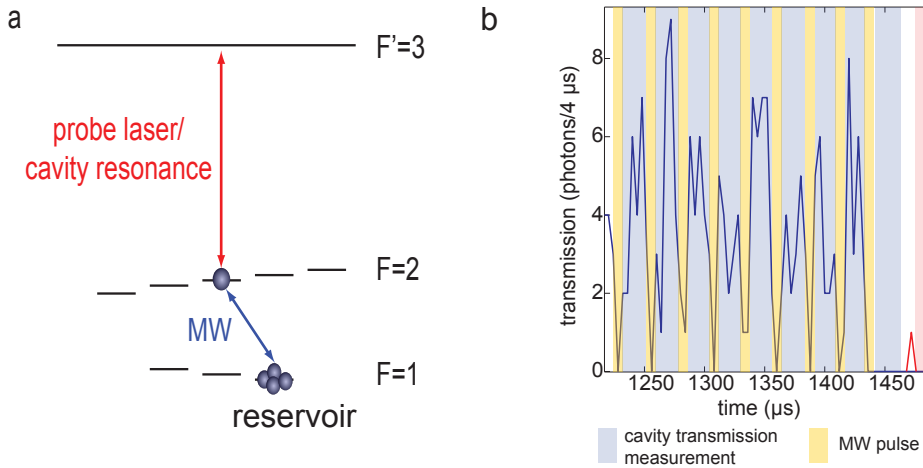 a
F'=3
probe laser/
cavity resonance
F=2
MW
F=1
reservoir
b
transmission (photons/4 µs)
8
6
4
2
0
1250 1300 1350 1400 1450
time (µs)
cavity transmission
measurement
MW pulse